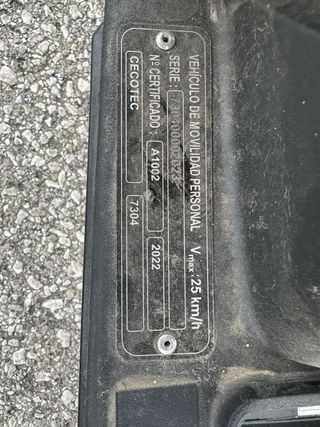 VEHÍCULO DE MOVILIDAD PERSONAL Vmax: 25 km/h
SERIE:
Nº CERTIFICADO: A1002 2022
CECOTEC 7304